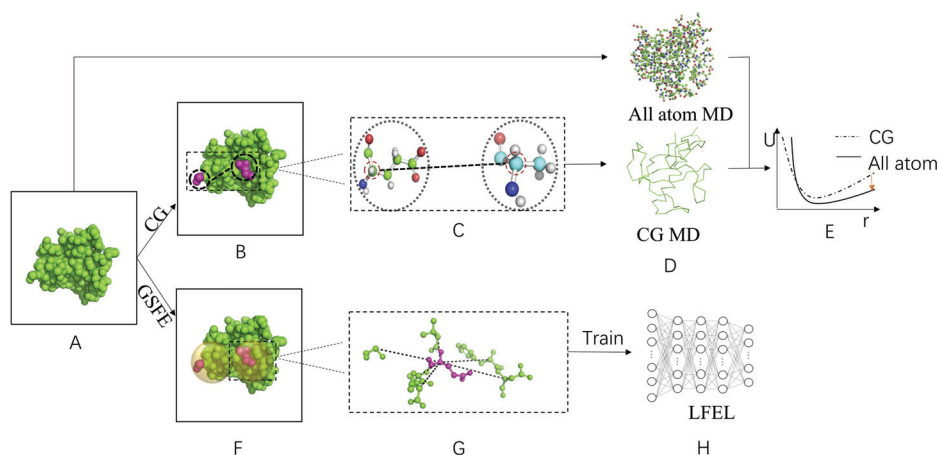 All atom MD
CG
B
C
CG MD
D
U
CG
All atom
r
E
A
GSFE
F
G
Train
LFEL
H